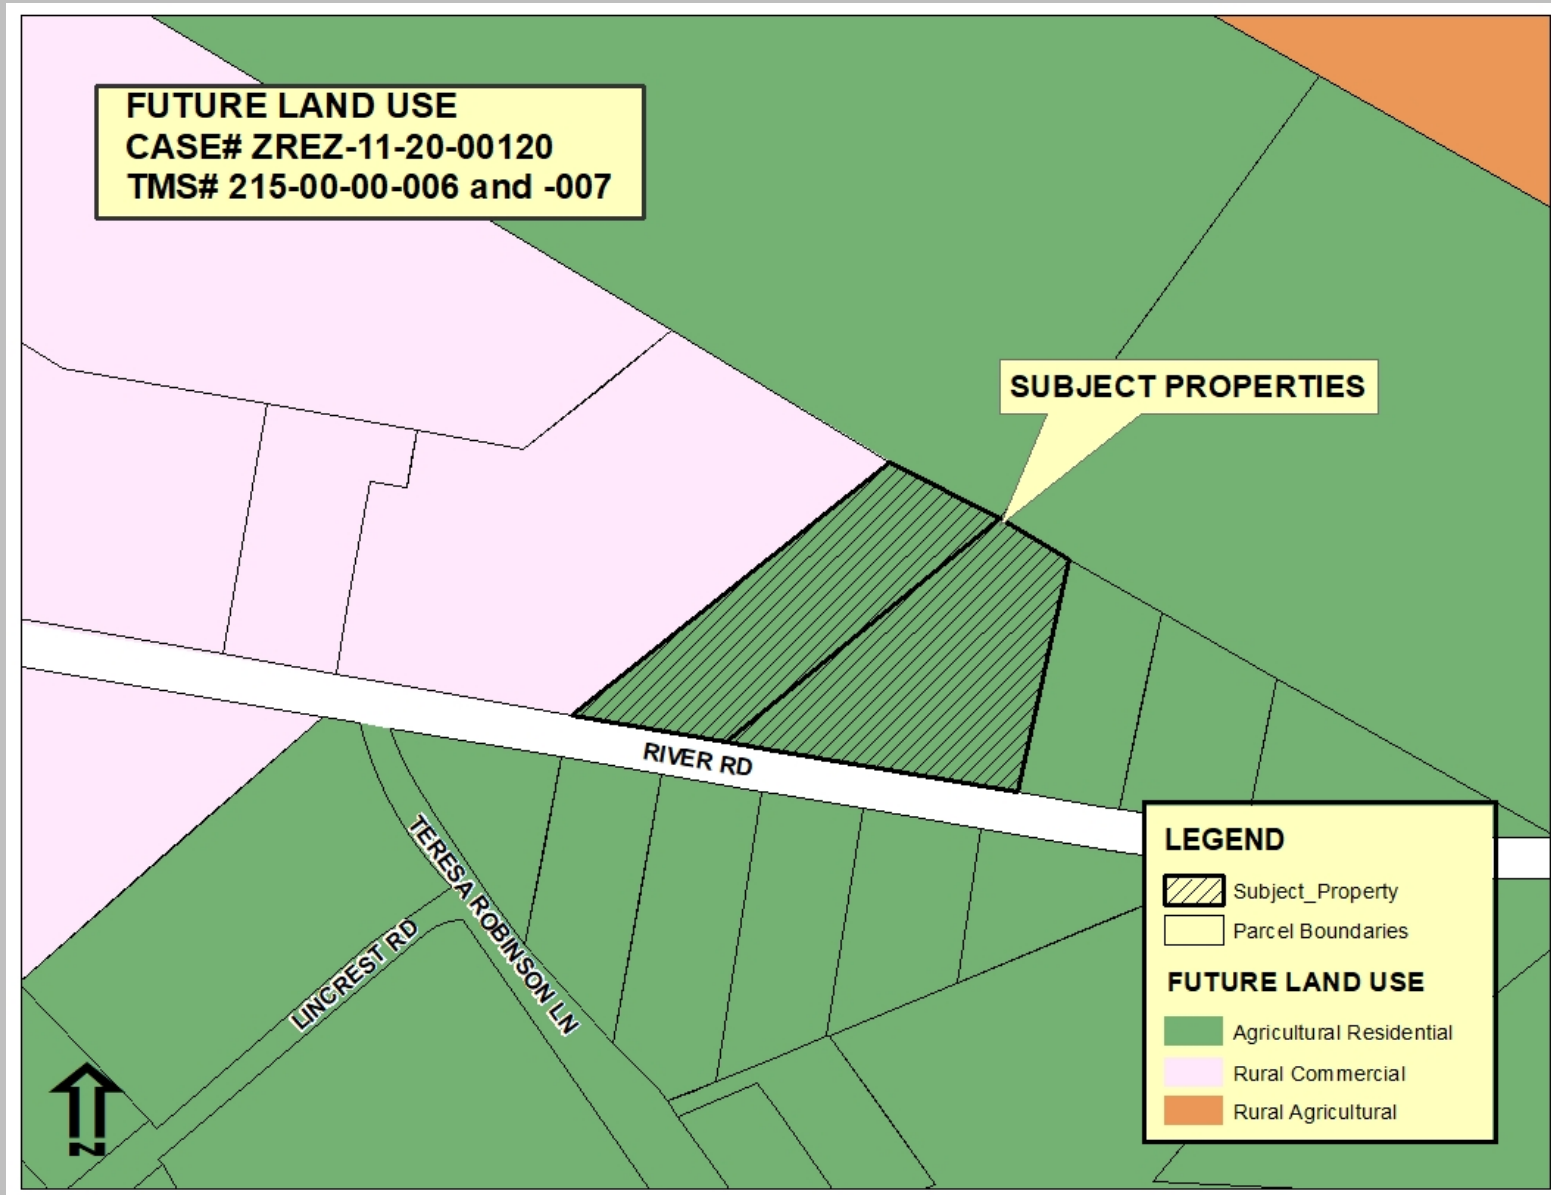 FUTURE LAND USE
CASE# ZREZ-11-20-00120
TMS# 215-00-00-006 and -007
SUBJECT PROPERTIES
RIVER RD
TERESA ROBINSON LN
LINCREST RD
N
LEGEND
Subject_Property
Parcel Boundaries
FUTURE LAND USE
Agricultural Residential
Rural Commercial
Rural Agricultural